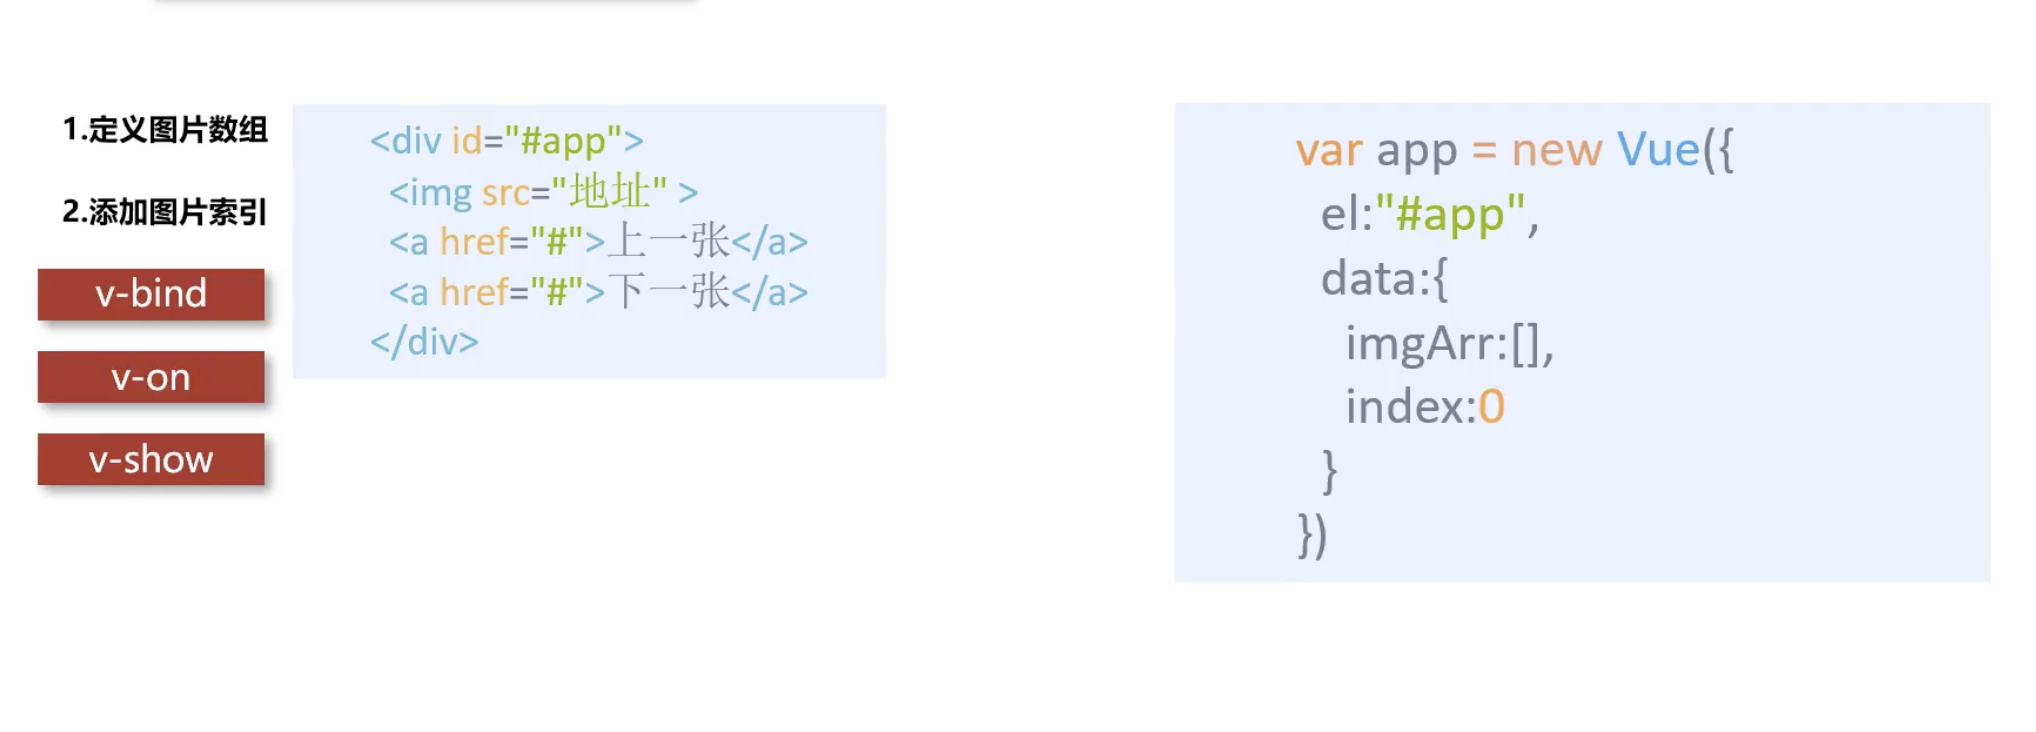 1.定义图片数组
2.添加图片索引
v-bind
v-on
v-show
<div id="#app">
<img src="地址" >
<a href="#">上一张</a>
<a href="#">下一张</a>
</div>
var app = new Vue({
el:"#app",
data:{
imgArr:[],
index:0
}
})